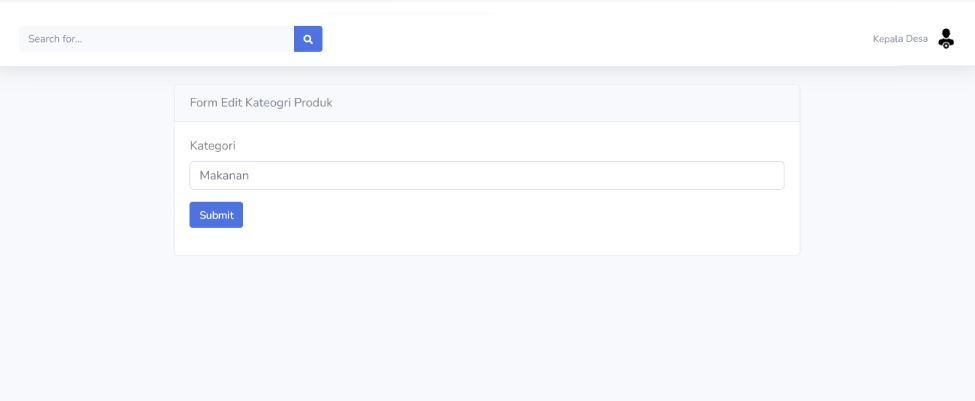 Search for...
Kepala Desa
Form Edit Kateogri Produk
Kategori
Makanan
Submit